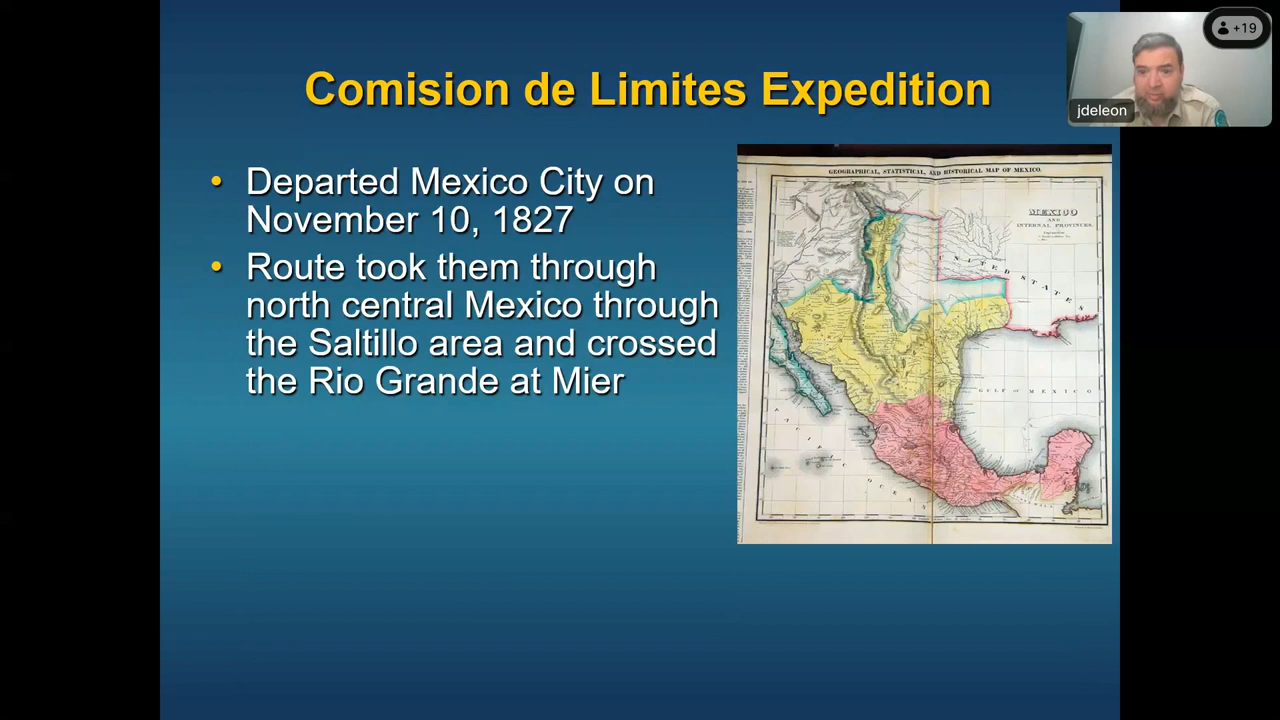 Comision de Limites Expedition
+19
jdeleon
• Departed Mexico City on
November 10, 1827
• Route took them through
north central Mexico through
the Saltillo area and crossed
the Rio Grande at Mier
GEOGRAPHICAL, STATISTICAL, AND HISTORICAL MAP OF MEXICO.
MEXICO
AND
INTERNAL PROVINCES.
UNITED STATES
GULF OF MEXICO
PACIFIC OCEAN